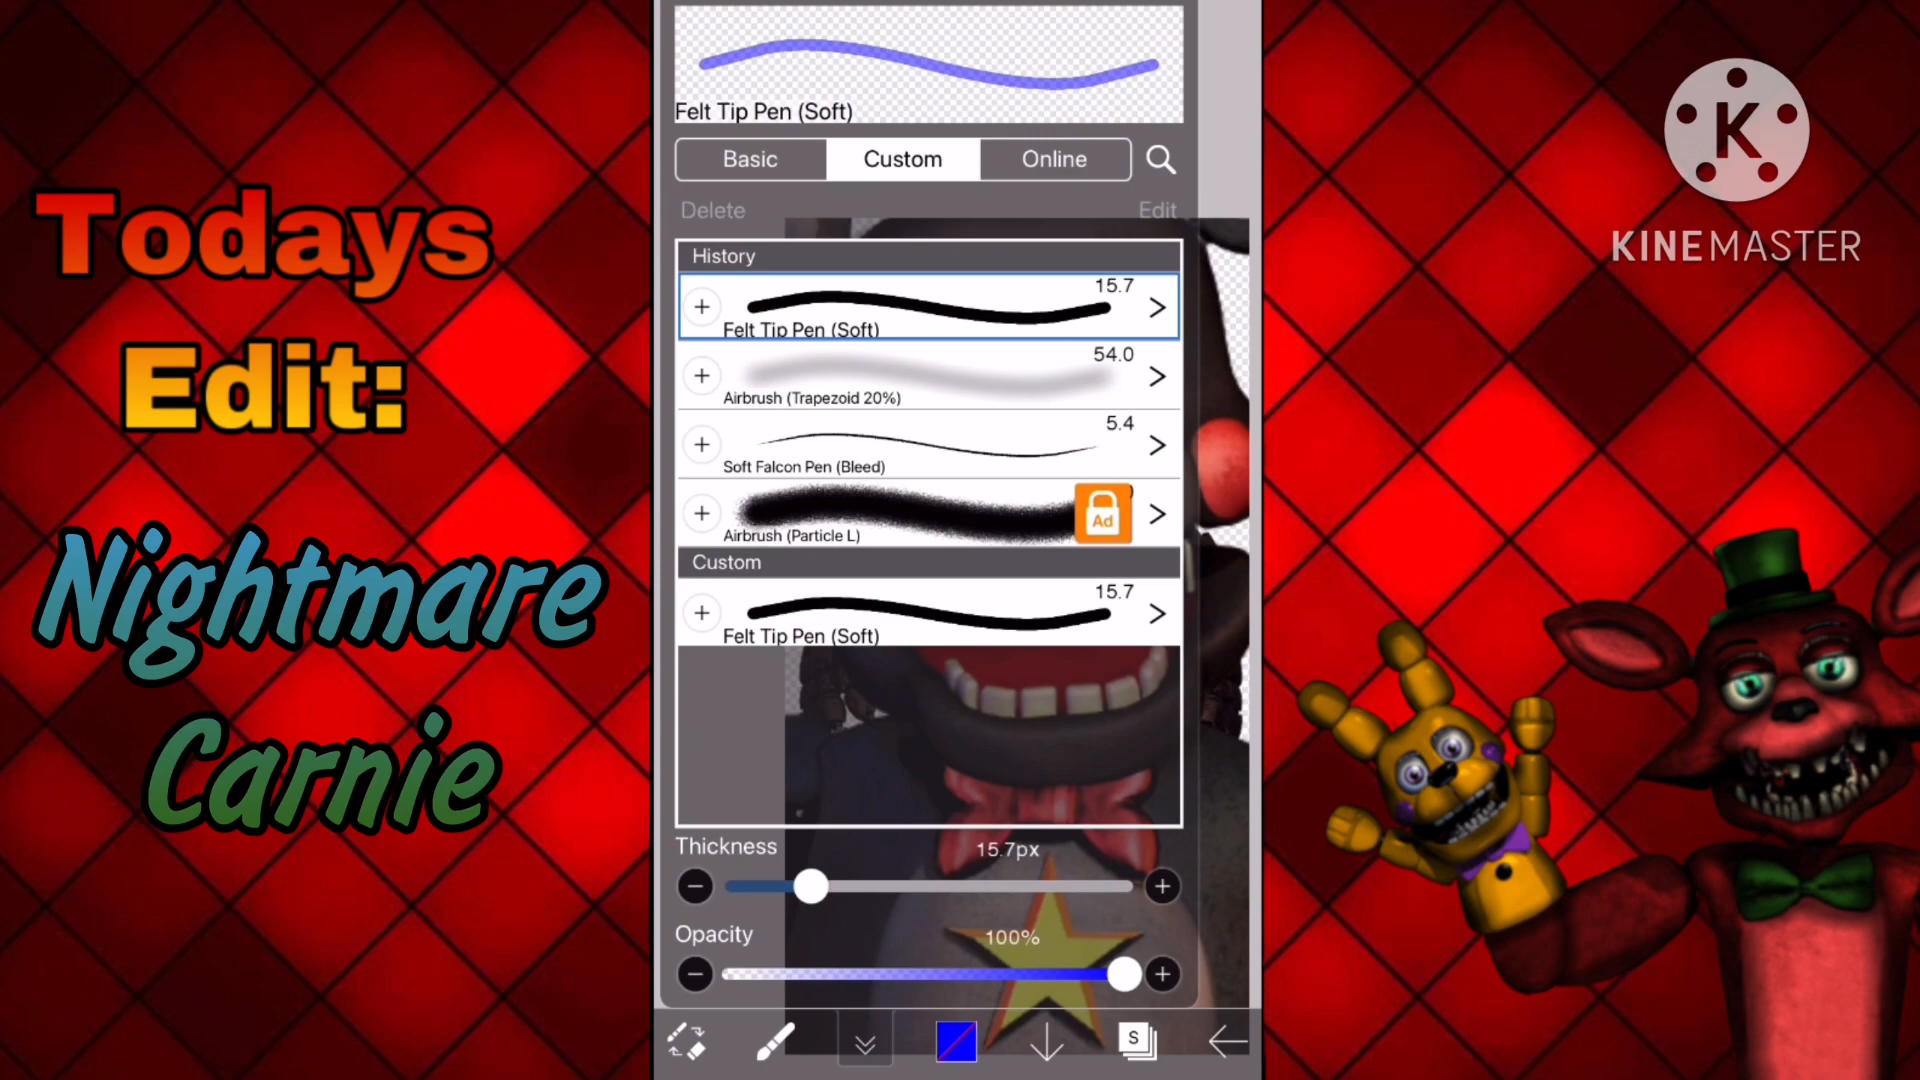 Todays
Edit:
Nightmare
Carnie
Felt Tip Pen (Soft)
Basic
Custom
Online
Delete
Edit
History
15.7
Felt Tip Pen (Soft)
54.0
Airbrush (Trapezoid 20%)
5.4
Soft Falcon Pen (Bleed)
Ad
Airbrush (Particle L)
Custom
15.7
Felt Tip Pen (Soft)
Thickness
15.7px
Opacity
100%
S
K
KINEMASTER